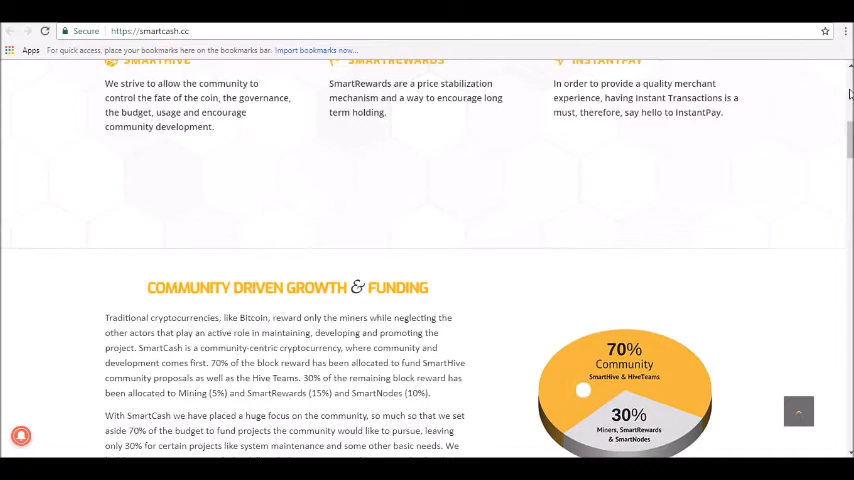 Secure
https://smartcash.cc
Apps
For quick access, place your bookmarks here on the bookmarks bar. Import bookmarks now...
SMARTHIVE
SMARTREWARDS
INSTANTPAY
We strive to allow the community to
control the fate of the coin, the governance,
the budget, usage and encourage
community development.
SmartRewards are a price stabilization
mechanism and a way to encourage long
term holding.
In order to provide a quality merchant
experience, having Instant Transactions is a
must, therefore, say hello to InstantPay.
COMMUNITY DRIVEN GROWTH & FUNDING
Traditional cryptocurrencies, like Bitcoin, reward only the miners while neglecting the
other actors that play an active role in maintaining, developing and promoting the
project. SmartCash is a community-centric cryptocurrency, where community and
development comes first. 70% of the block reward has been allocated to fund SmartHive
community proposals as well as the Hive Teams. 30% of the remaining block reward has
been allocated to Mining (5%) and SmartRewards (15%) and SmartNodes (10%).
With SmartCash we have placed a huge focus on the community, so much so that we set
aside 70% of the budget to fund projects the community would like to pursue, leaving
only 30% for certain projects like system maintenance and some other basic needs. We
70%
Community
SmartHive & HiveTeams
30%
Miners, SmartRewards
& SmartNodes